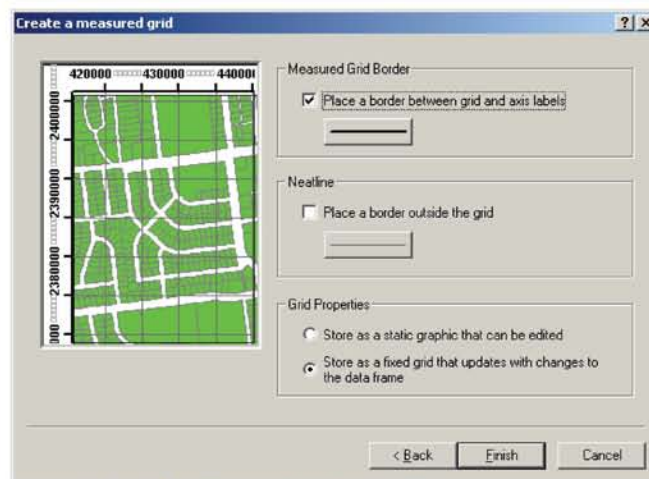 Create a measured grid
420000 430000 440000
2400000
2390000
2380000
000
Measured Grid Border
Place a border between grid and axis labels
Neatline
Place a border outside the grid
Grid Properties
Store as a static graphic that can be edited
Store as a fixed grid that updates with changes to
the data frame
< Back
Finish
Cancel